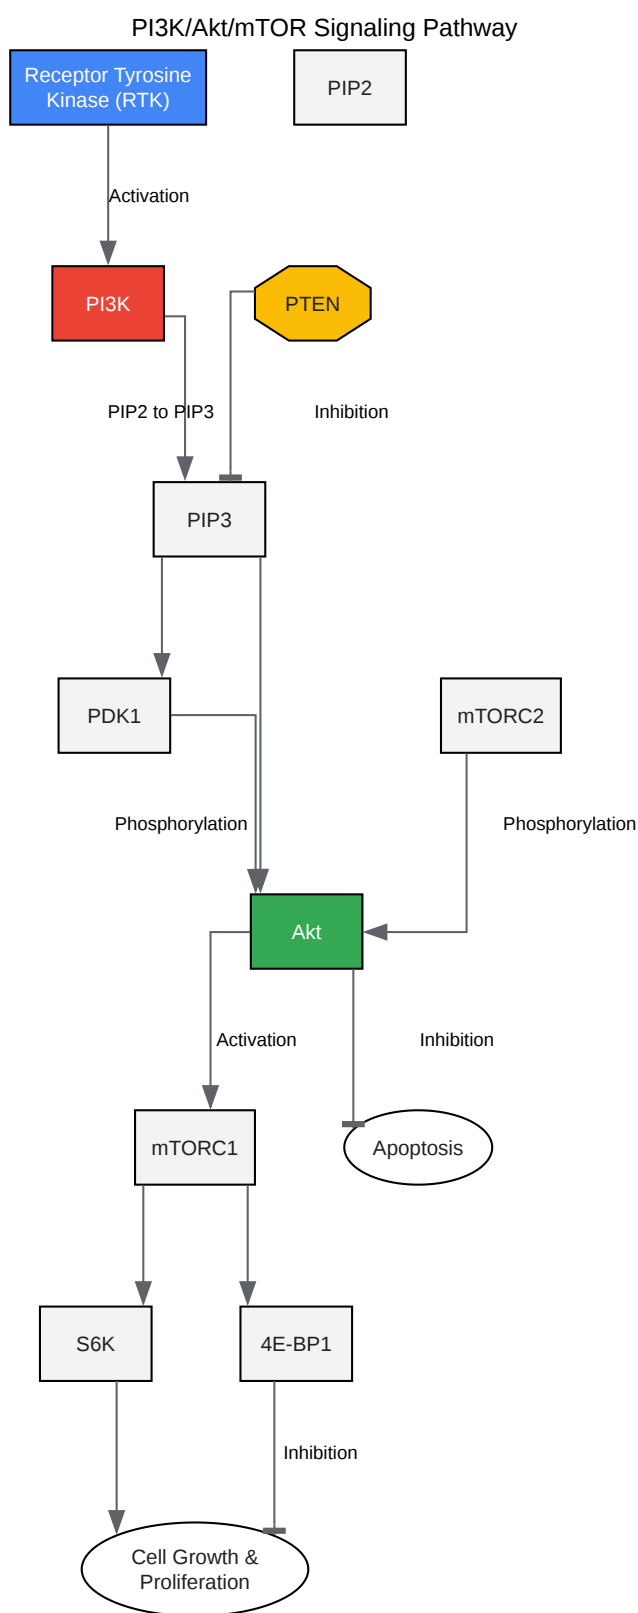 PI3K/Akt/mTOR Signaling Pathway
Receptor Tyrosine
Kinase (RTK)
PIP2
Activation
PI3K
PTEN
PIP2 to PIP3
Inhibition
PIP3
PDK1
mTORC2
Phosphorylation
Phosphorylation
Akt
Activation
Inhibition
mTORC1
Apoptosis
S6K
4E-BP1
Inhibition
Cell Growth &
Proliferation